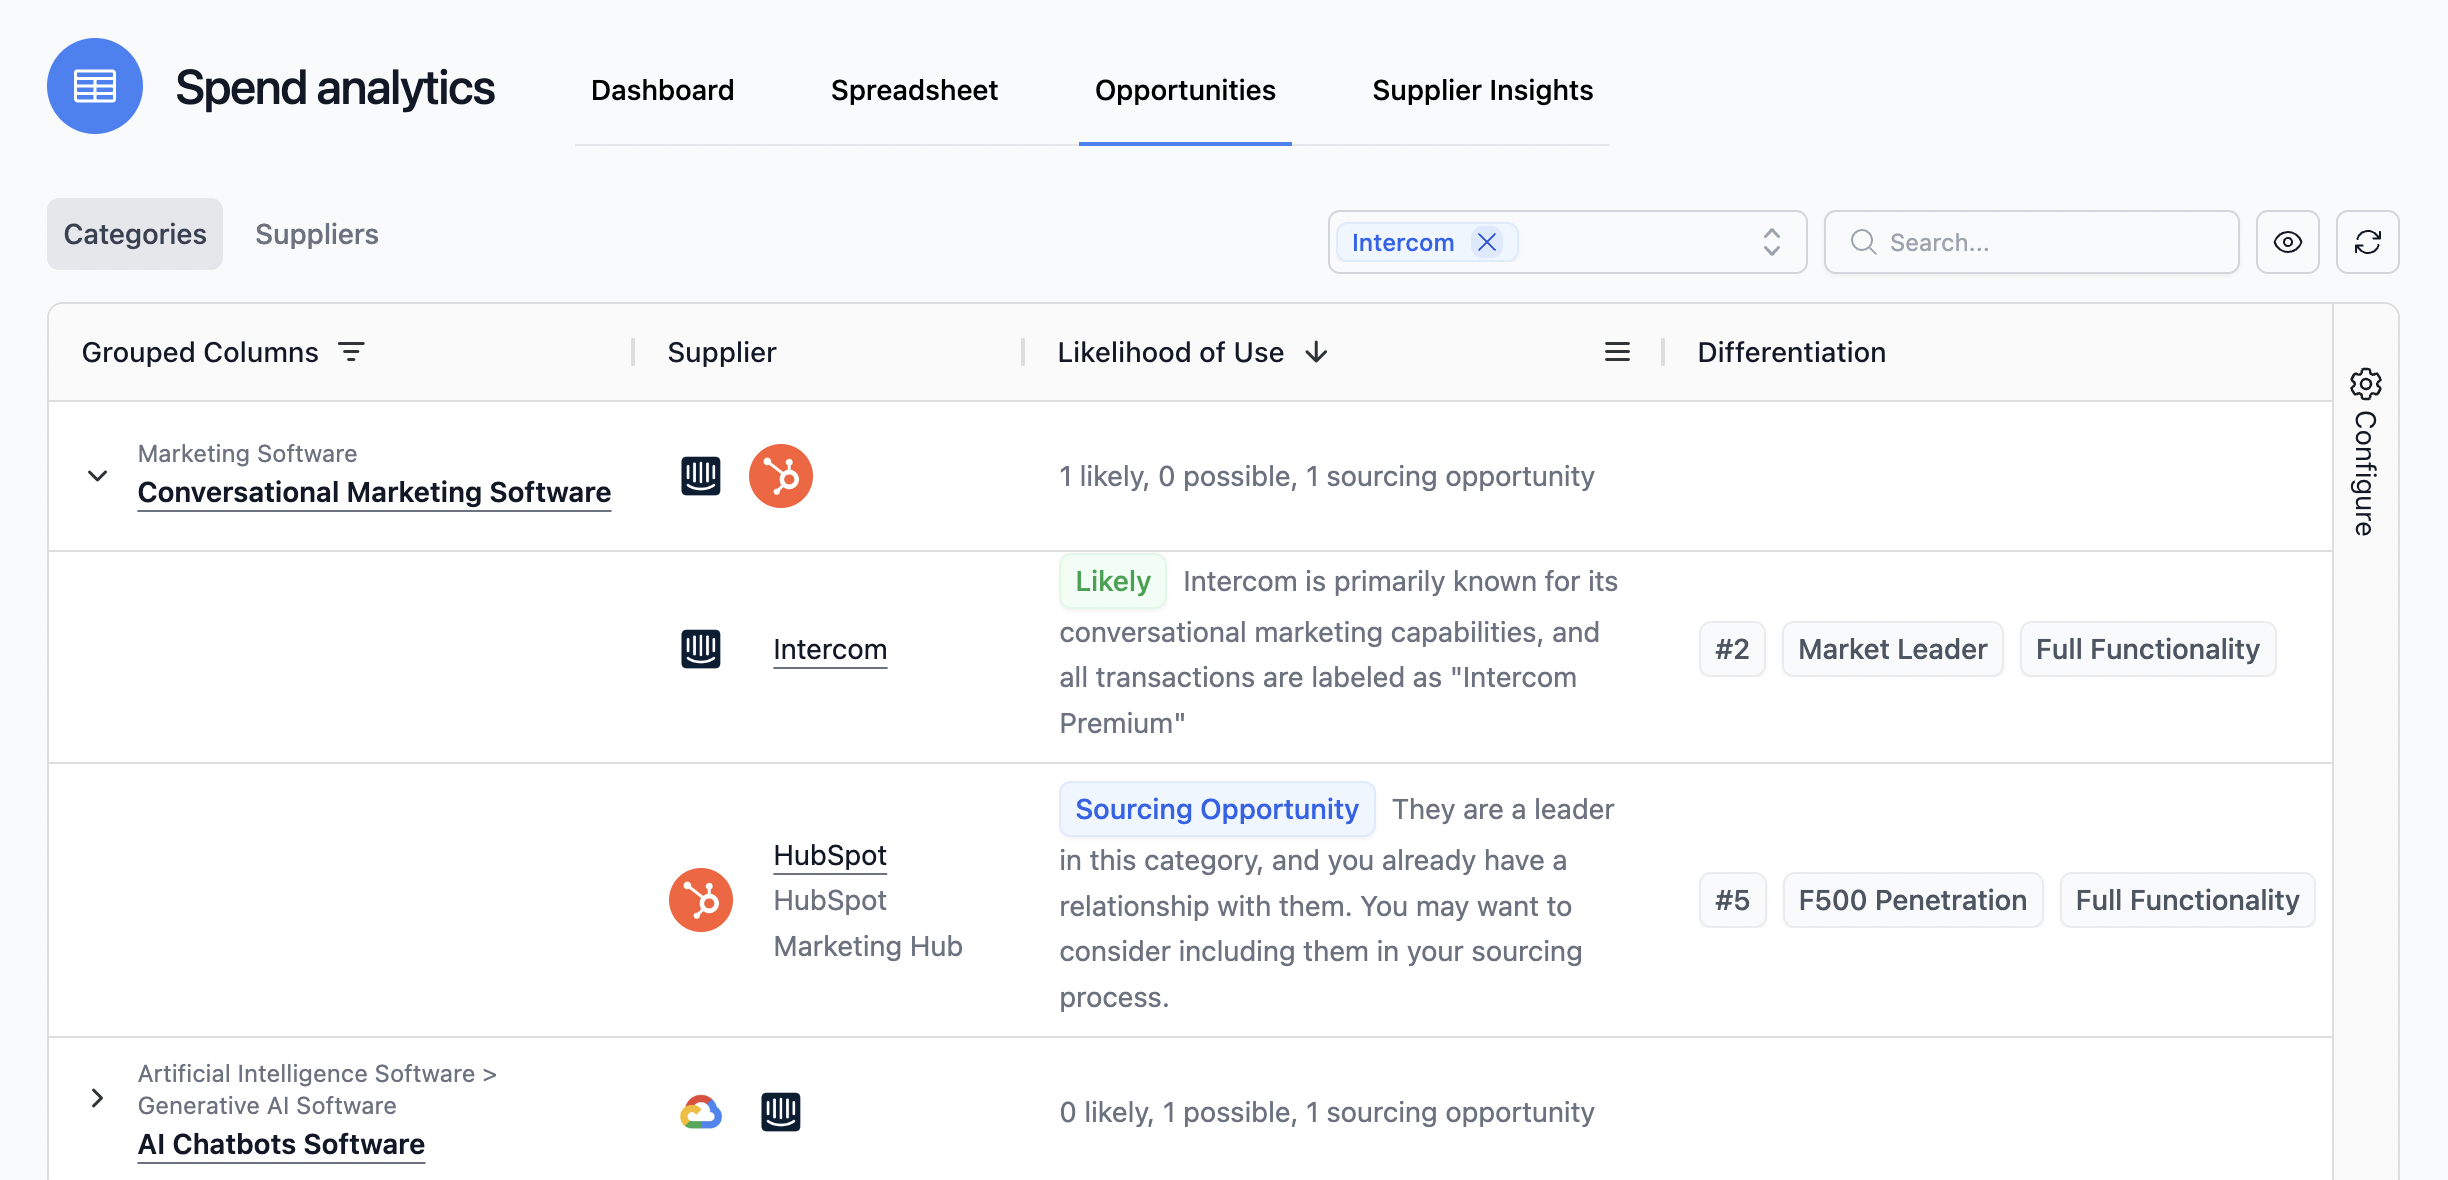 Spend analytics
Dashboard
Spreadsheet
Opportunities
Supplier Insights
Categories
Suppliers
Intercom
Search...
Grouped Columns
Supplier
Likelihood of Use
Differentiation
Configure
Marketing Software
Conversational Marketing Software
1 likely, 0 possible, 1 sourcing opportunity
Intercom
Likely Intercom is primarily known for its
conversational marketing capabilities, and
all transactions are labeled as "Intercom
Premium"
#2
Market Leader
Full Functionality
HubSpot
HubSpot
Marketing Hub
Sourcing Opportunity They are a leader
in this category, and you already have a
relationship with them. You may want to
consider including them in your sourcing
process.
#5
F500 Penetration
Full Functionality
Artificial Intelligence Software >
Generative AI Software
AI Chatbots Software
0 likely, 1 possible, 1 sourcing opportunity